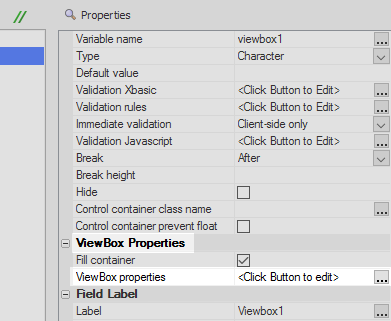 //
Properties
Variable name viewbox1 ...
Type Character
Default value
Validation Xbasic <Click Button to Edit> ...
Validation rules <Click Button to Edit> ...
Immediate validation Client-side only
Validation Javascript <Click Button to Edit> ...
Break After
Break height
Hide
Control container class name ...
Control container prevent float
ViewBox Properties
Fill container
ViewBox properties <Click Button to edit> ...
Field Label
Label Viewbox1 ...